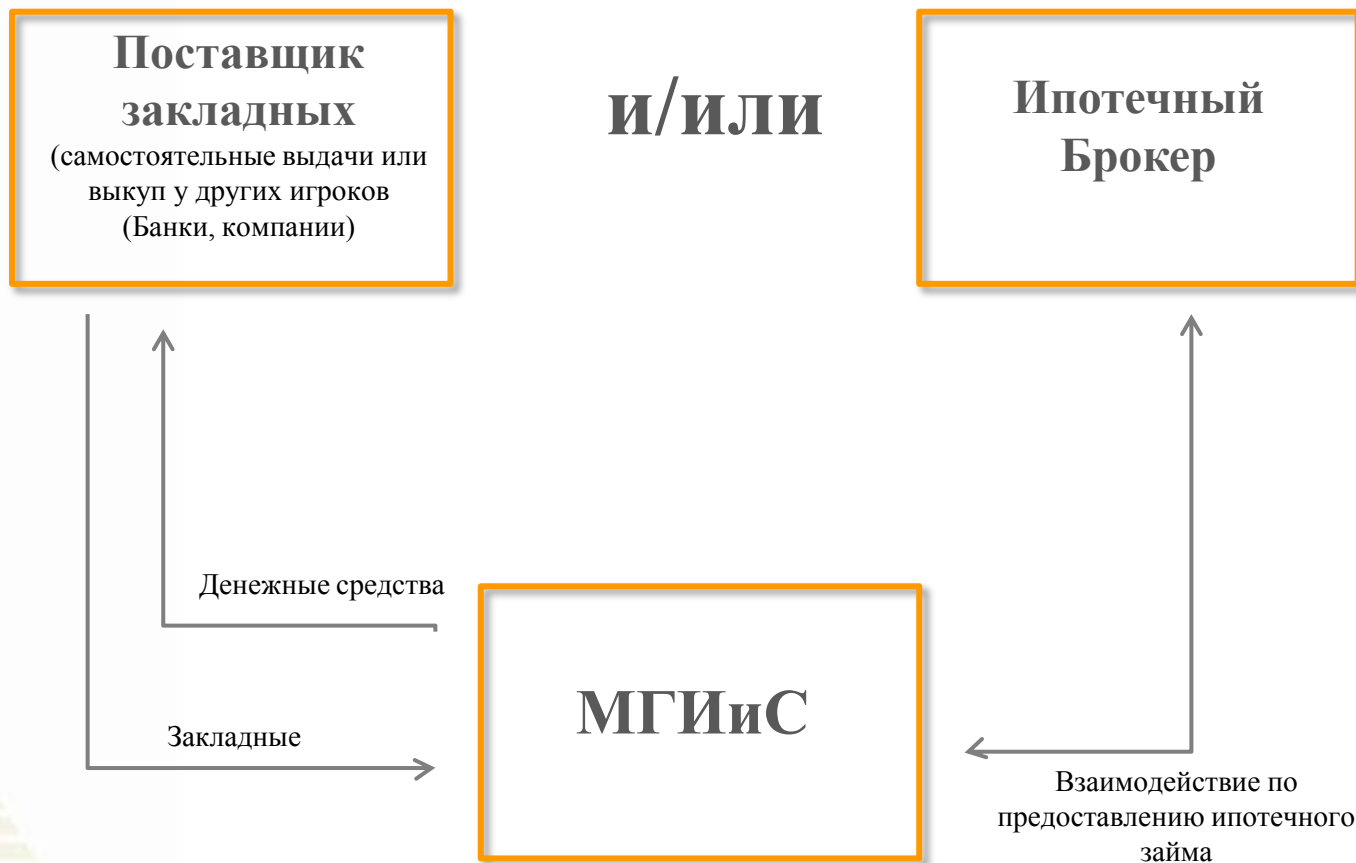 Поставщик
закладных
(самостоятельные выдачи или
выкуп у других игроков
(Банки, компании)
и/или
Ипотечный
Брокер
Денежные средства
Закладные
МГИиС
Взаимодействие по
предоставлению ипотечного
займа